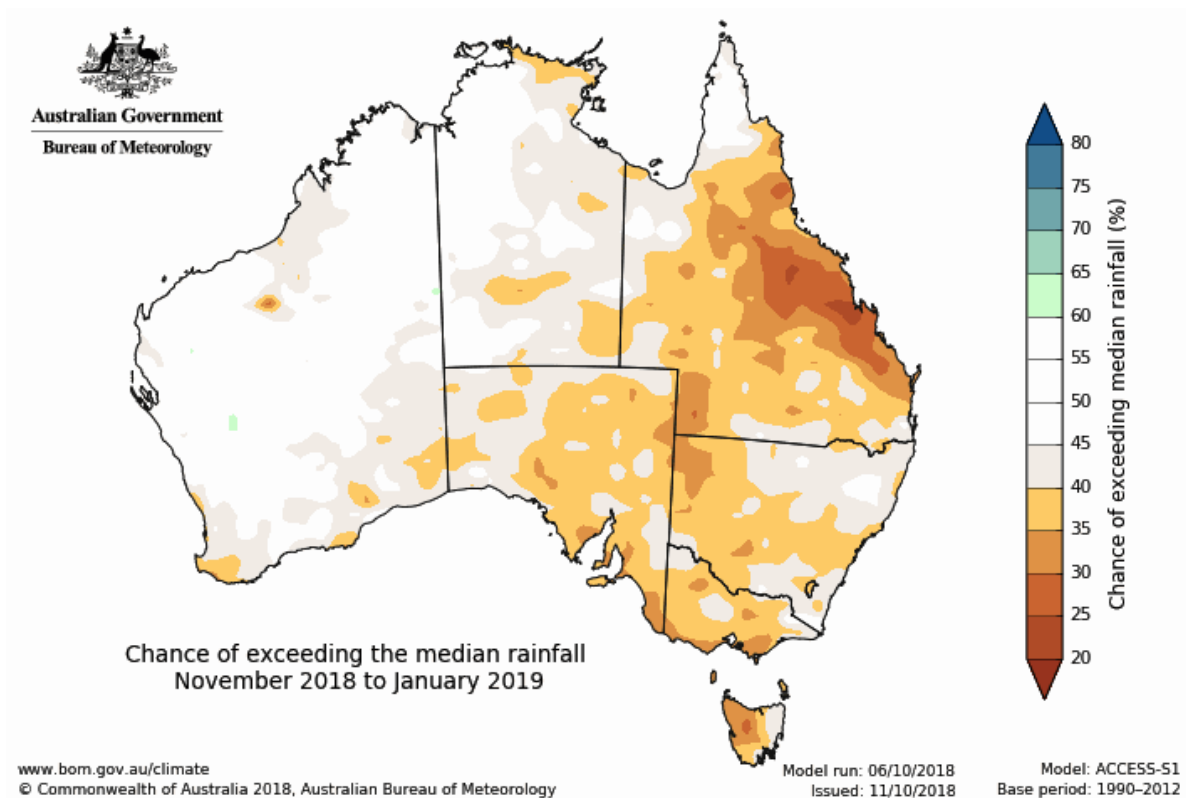 Australian Government
Bureau of Meteorology
80
75
70
65
60
55
50
45
40
35
30
25
20
Chance of exceeding median rainfall (%)
Chance of exceeding the median rainfall
November 2018 to January 2019
www.bom.gov.au/climate
© Commonwealth of Australia 2018, Australian Bureau of Meteorology
Model run: 06/10/2018
Issued: 11/10/2018
Model: ACCESS-S1
Base period: 1990–2012